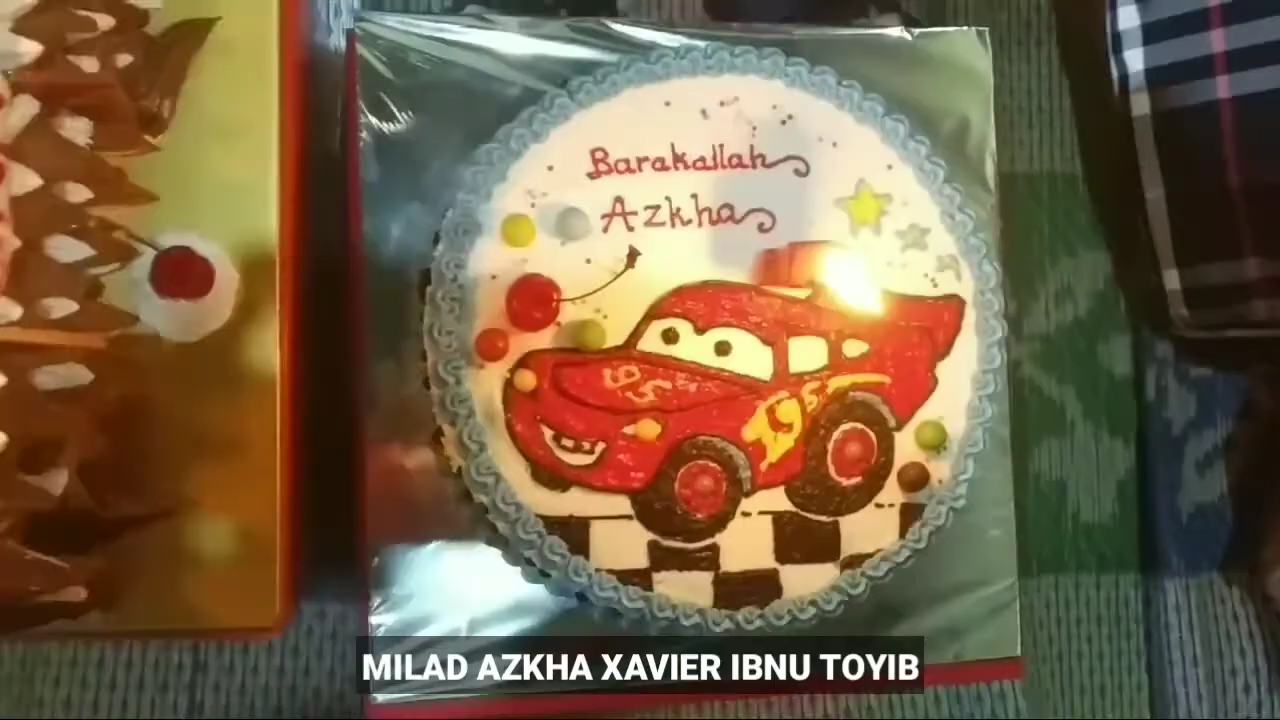 Barakallah
Azkha
95
95
MILAD AZKHA XAVIER IBNU TOYIB